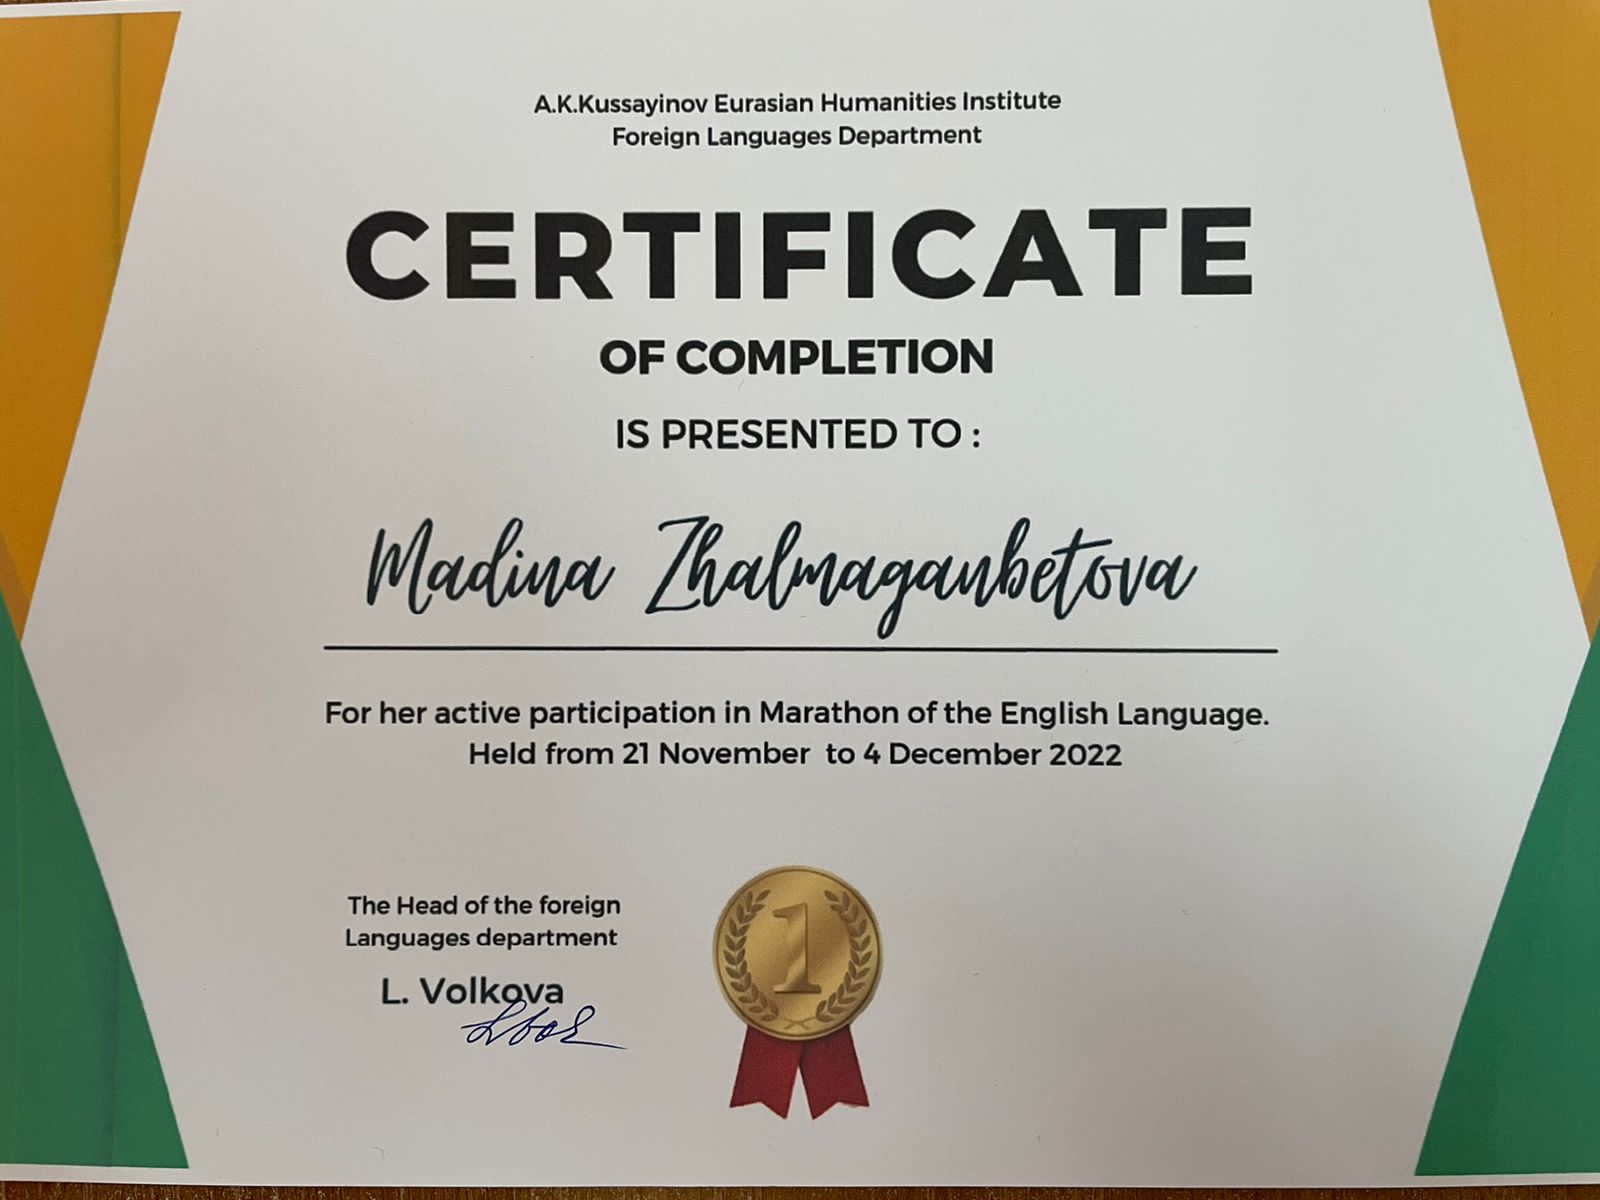 A.K.Kussayinov Eurasian Humanities Institute
Foreign Languages Department
CERTIFICATE
OF COMPLETION
IS PRESENTED TO :
Madina Zhalmaganbetova
For her active participation in Marathon of the English Language.
Held from 21 November to 4 December 2022
The Head of the foreign
Languages department
L. Volkova
1